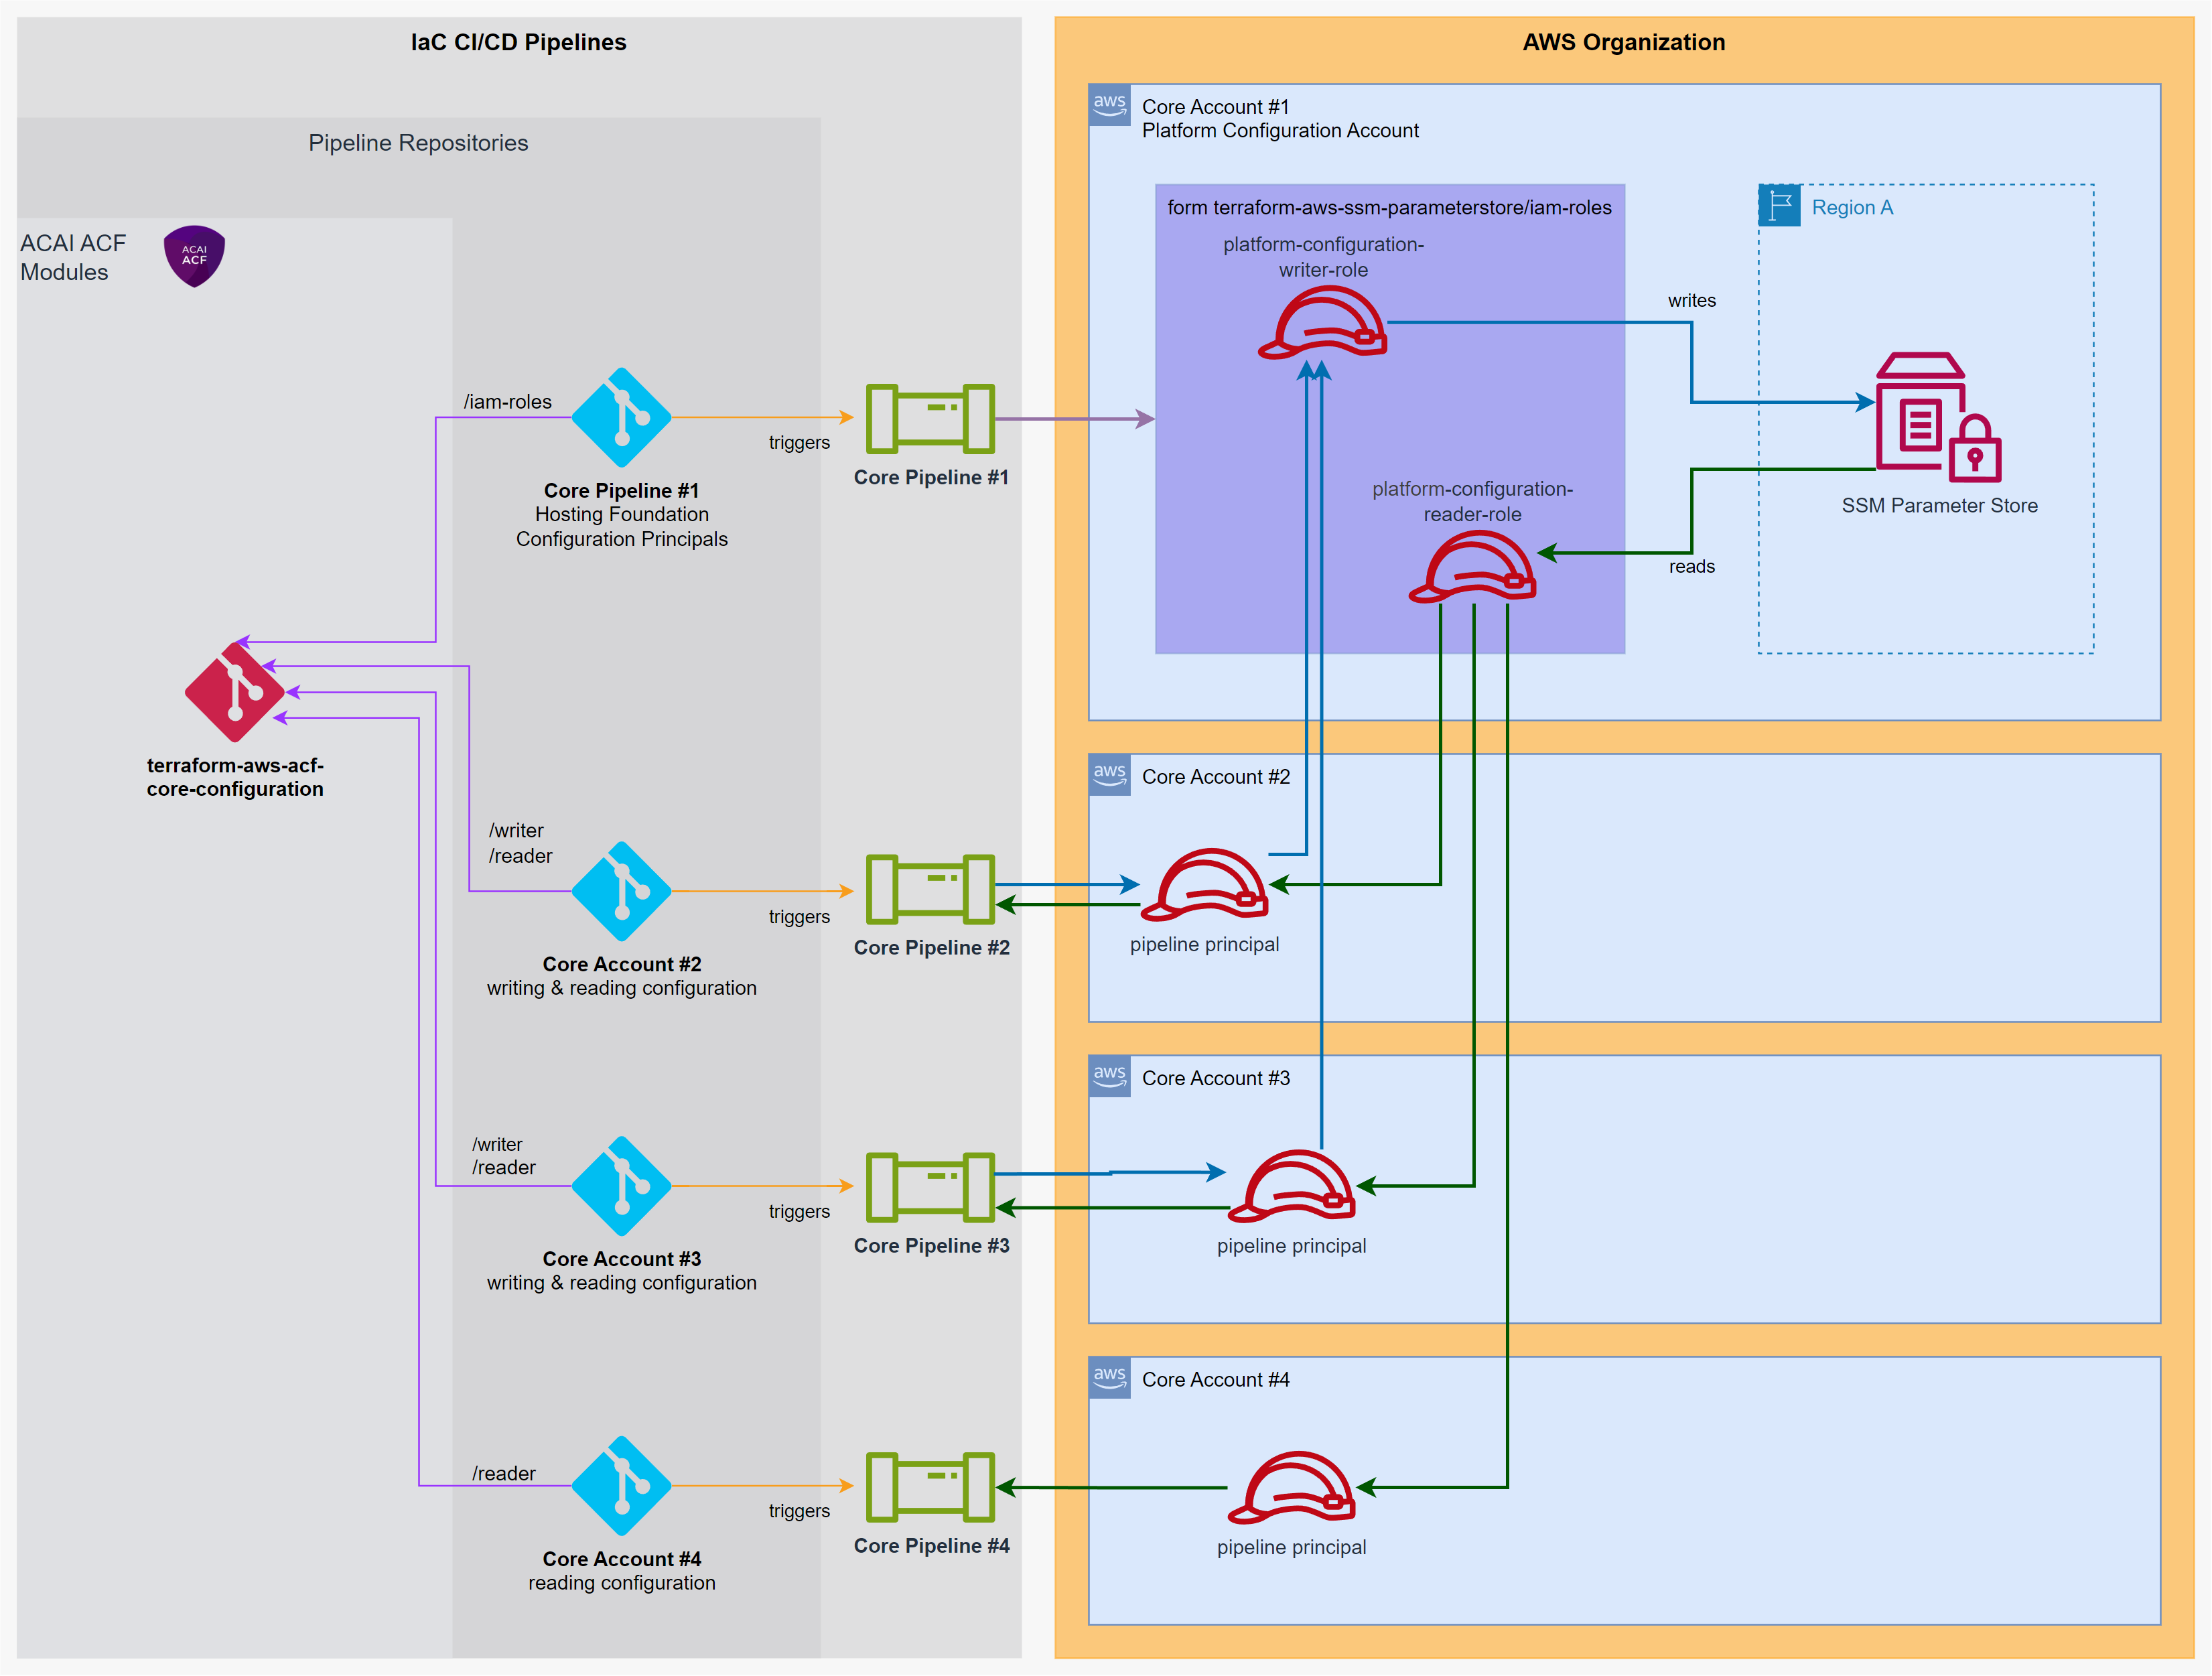 IaC CI/CD Pipelines
Pipeline Repositories
ACAI ACF
Modules
ACAI
ACF
/iam-roles
triggers
Core Pipeline #1
Hosting Foundation
Configuration Principals
Core Pipeline #1
terraform-aws-acf-
core-configuration
/writer
/reader
triggers
Core Account #2
writing & reading configuration
Core Pipeline #2
/writer
/reader
triggers
Core Account #3
writing & reading configuration
Core Pipeline #3
/reader
triggers
Core Account #4
reading configuration
Core Pipeline #4
AWS Organization
aws
Core Account #1
Platform Configuration Account
form terraform-aws-ssm-parameterstore/iam-roles
platform-configuration-
writer-role
platform-configuration-
reader-role
writes
reads
Region A
SSM Parameter Store
aws
Core Account #2
pipeline principal
aws
Core Account #3
pipeline principal
aws
Core Account #4
pipeline principal